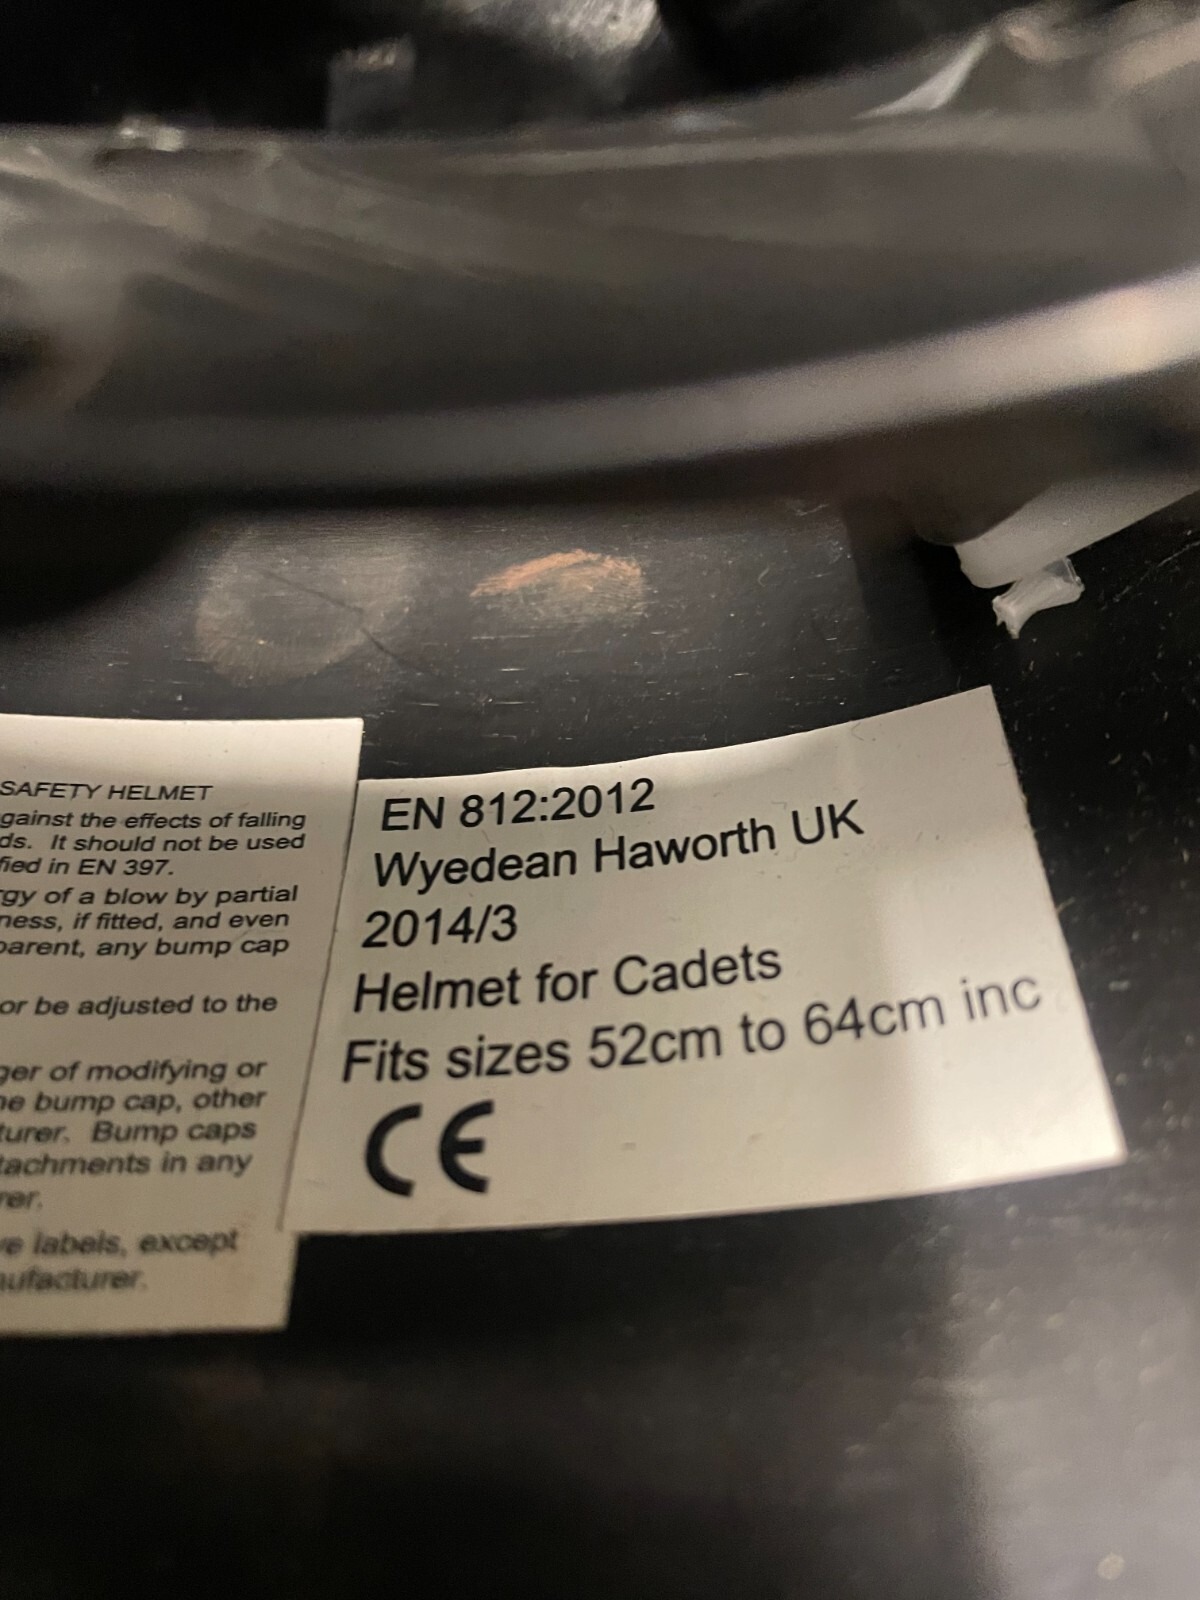 SAFETY HELMET
gainst the effects of falling
ds. It should not be used
fied in EN 397.
rgy of a blow by partial
ness, if fitted, and even
parent, any bump cap
or be adjusted to the
ger of modifying or
he bump cap, other
turer. Bump caps
tachments in any
rer.
ve labels, except
nufacturer.
EN 812:2012
Wyedean Haworth UK
2014/3
Helmet for Cadets
Fits sizes 52cm to 64cm inc
CE